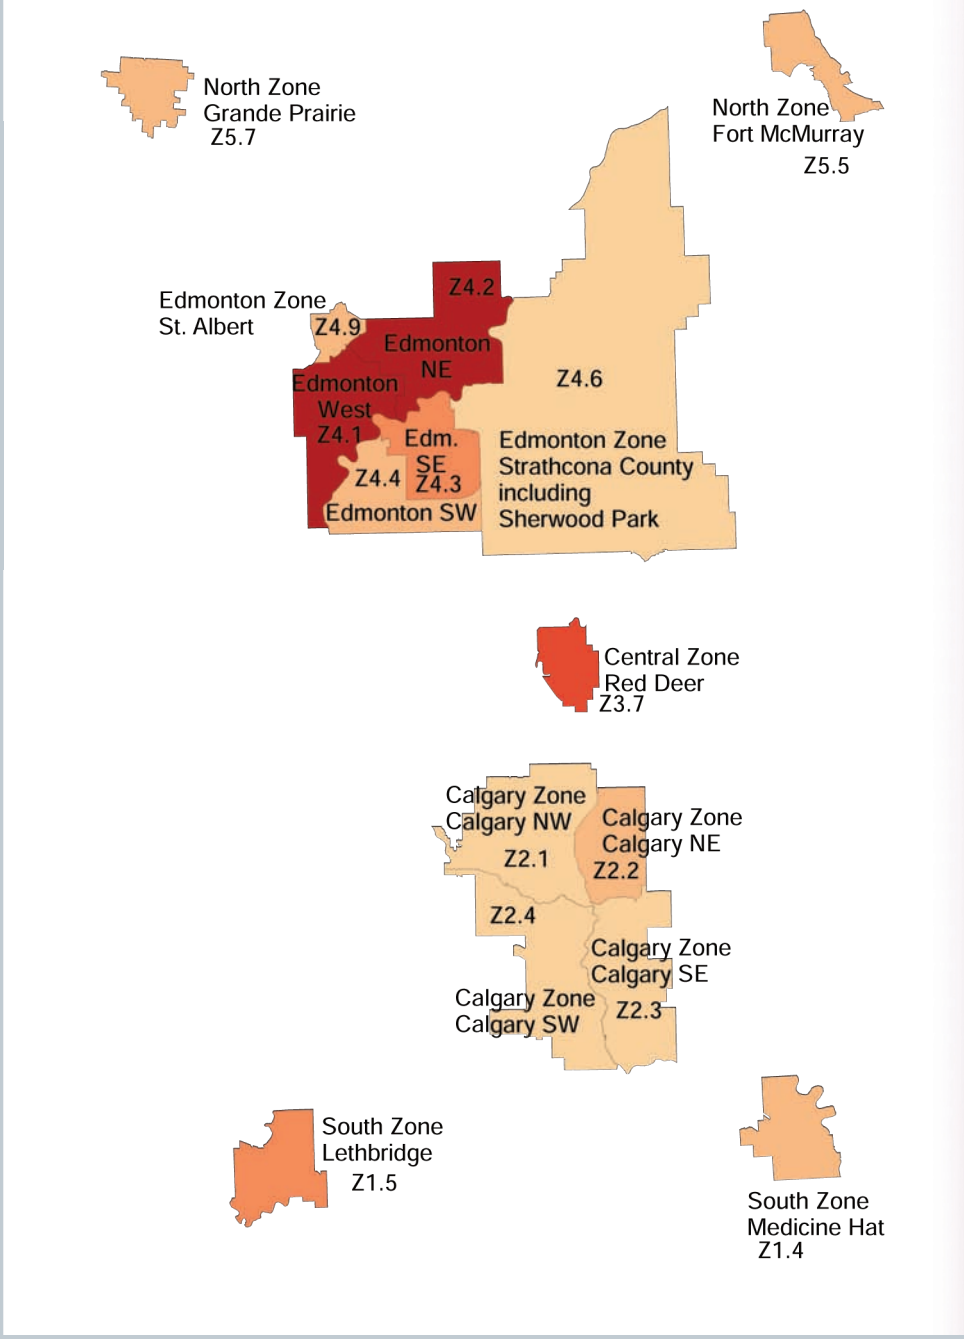 North Zone
Grande Prairie
Z5.7
North Zone
Fort McMurray
Z5.5
Edmonton Zone
St. Albert
Z4.9
Z4.2
Edmonton
NE
Edmonton
West
Z4.1
Edm.
SE
Z4.3
Z4.4
Edmonton SW
Z4.6
Edmonton Zone
Strathcona County
including
Sherwood Park
Central Zone
Red Deer
Z3.7
Calgary Zone
Calgary NW
Z2.1
Calgary Zone
Calgary NE
Z2.2
Z2.4
Calgary Zone
Calgary SW
Calgary Zone
Calgary SE
Z2.3
South Zone
Lethbridge
Z1.5
South Zone
Medicine Hat
Z1.4